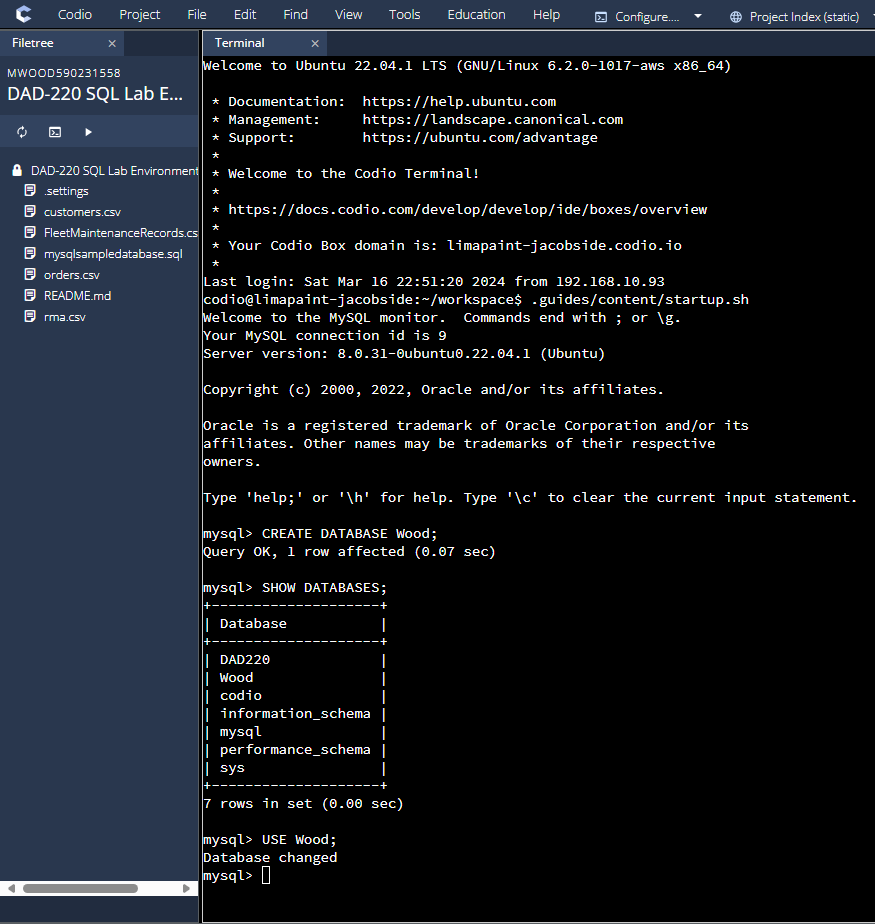 Codio Project File Edit Find View Tools Education Help Configure.... Project Index (static)
Filetree ×
Terminal ×
MWOOD590231558
DAD-220 SQL Lab E...
DAD-220 SQL Lab Environment
.settings
customers.csv
FleetMaintenanceRecords.cs
mysqlsampledatabase.sql
orders.csv
README.md
rma.csv
Welcome to Ubuntu 22.04.1 LTS (GNU/Linux 6.2.0-1017-aws x86_64)
* Documentation:  https://help.ubuntu.com
* Management:     https://landscape.canonical.com
* Support:        https://ubuntu.com/advantage
*
* Welcome to the Codio Terminal!
*
* https://docs.codio.com/develop/develop/ide/boxes/overview
*
* Your Codio Box domain is: limapaint-jacobside.codio.io
*
Last login: Sat Mar 16 22:51:20 2024 from 192.168.10.93
codio@limapaint-jacobside:~/workspace$ .guides/content/startup.sh
Welcome to the MySQL monitor.  Commands end with ; or \g.
Your MySQL connection id is 9
Server version: 8.0.31-0ubuntu0.22.04.1 (Ubuntu)
Copyright (c) 2000, 2022, Oracle and/or its affiliates.
Oracle is a registered trademark of Oracle Corporation and/or its
affiliates. Other names may be trademarks of their respective
owners.
Type 'help;' or '\h' for help. Type '\c' to clear the current input statement.
mysql> CREATE DATABASE Wood;
Query OK, 1 row affected (0.07 sec)
mysql> SHOW DATABASES;
+--------------------+
| Database           |
+--------------------+
| DAD220             |
| Wood               |
| codio              |
| information_schema |
| mysql              |
| performance_schema |
| sys                |
+--------------------+
7 rows in set (0.00 sec)
mysql> USE Wood;
Database changed
mysql>